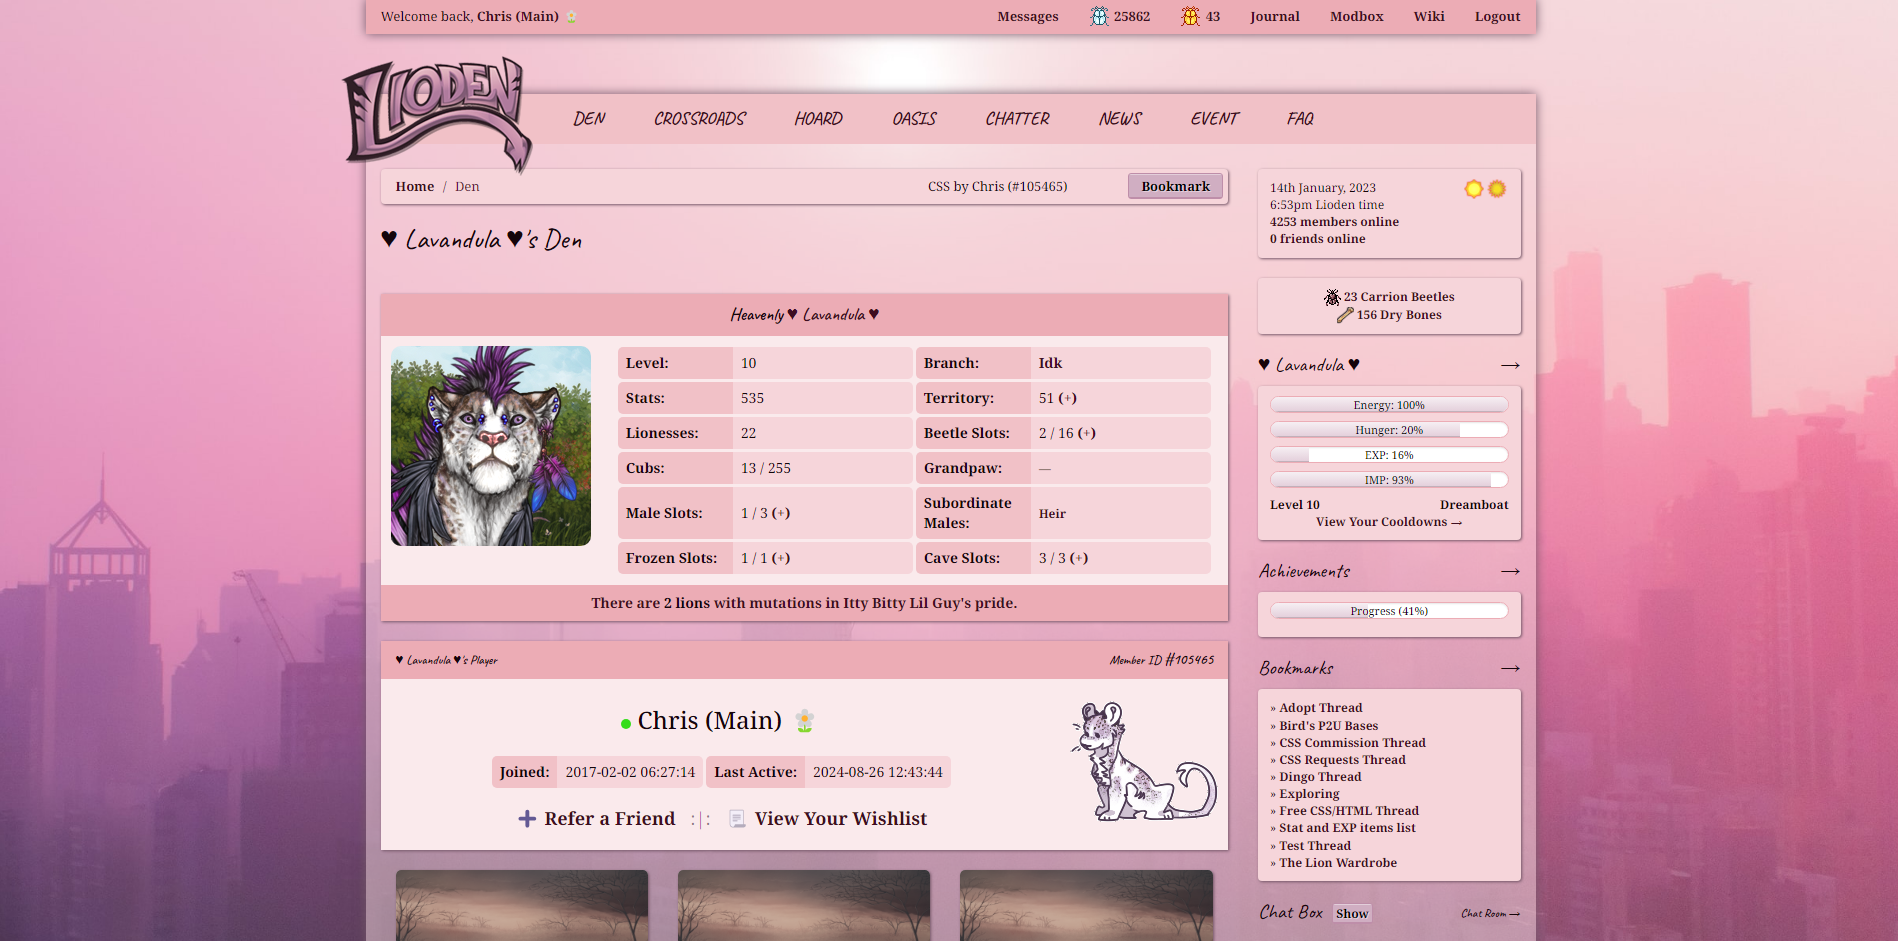 Welcome back, Chris (Main)
Messages 25862 43 Journal Modbox Wiki Logout
LIODEN
DEN CROSSROADS HOARD OASIS CHATTER NEWS EVENT FAQ
Home / Den CSS by Chris (#105465) Bookmark
♥ Lavandula ♥'s Den
Heavenly ♥ Lavandula ♥
Level: 10 Branch: Idk
Stats: 535 Territory: 51 (+)
Lionesses: 22 Beetle Slots: 2 / 16 (+)
Cubs: 13 / 255 Grandpaw: —
Male Slots: 1 / 3 (+) Subordinate Males: Heir
Frozen Slots: 1 / 1 (+) Cave Slots: 3 / 3 (+)
There are 2 lions with mutations in Itty Bitty Lil Guy's pride.
♥ Lavandula ♥'s Player Member ID #105465
Chris (Main)
Joined: 2017-02-02 06:27:14 Last Active: 2024-08-26 12:43:44
Refer a Friend :|: View Your Wishlist
14th January, 2023
6:53pm Lioden time
4253 members online
0 friends online
23 Carrion Beetles
156 Dry Bones
♥ Lavandula ♥ →
Energy: 100%
Hunger: 20%
EXP: 16%
IMP: 93%
Level 10 Dreamboat
View Your Cooldowns →
Achievements →
Progress (41%)
Bookmarks →
» Adopt Thread
» Bird's P2U Bases
» CSS Commission Thread
» CSS Requests Thread
» Dingo Thread
» Exploring
» Free CSS/HTML Thread
» Stat and EXP items list
» Test Thread
» The Lion Wardrobe
Chat Box Show Chat Room →